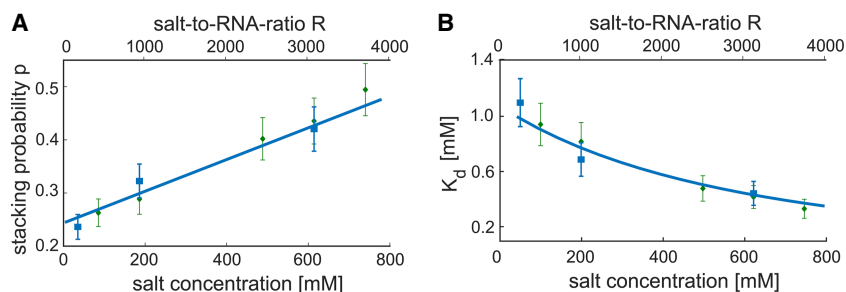 A
salt-to-RNA-ratio R
0 1000 2000 3000 4000
stacking probability p
0.5
0.4
0.3
0.2
0 200 400 600 800
salt concentration [mM]
B
salt-to-RNA-ratio R
0 1000 2000 3000 4000
K_d [mM]
1.4
1.0
0.6
0.2
0 200 400 600 800
salt concentration [mM]